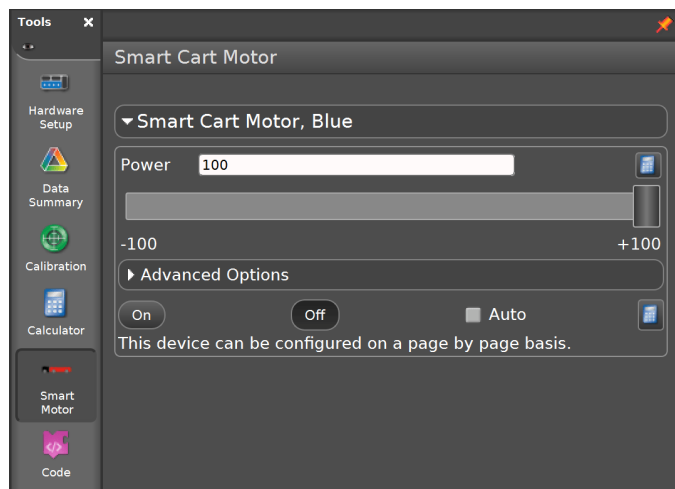 Tools
Hardware
Setup
Data
Summary
Calibration
Calculator
Smart
Motor
Code
Smart Cart Motor
Smart Cart Motor, Blue
Power 100
-100 +100
Advanced Options
On Off Auto
This device can be configured on a page by page basis.